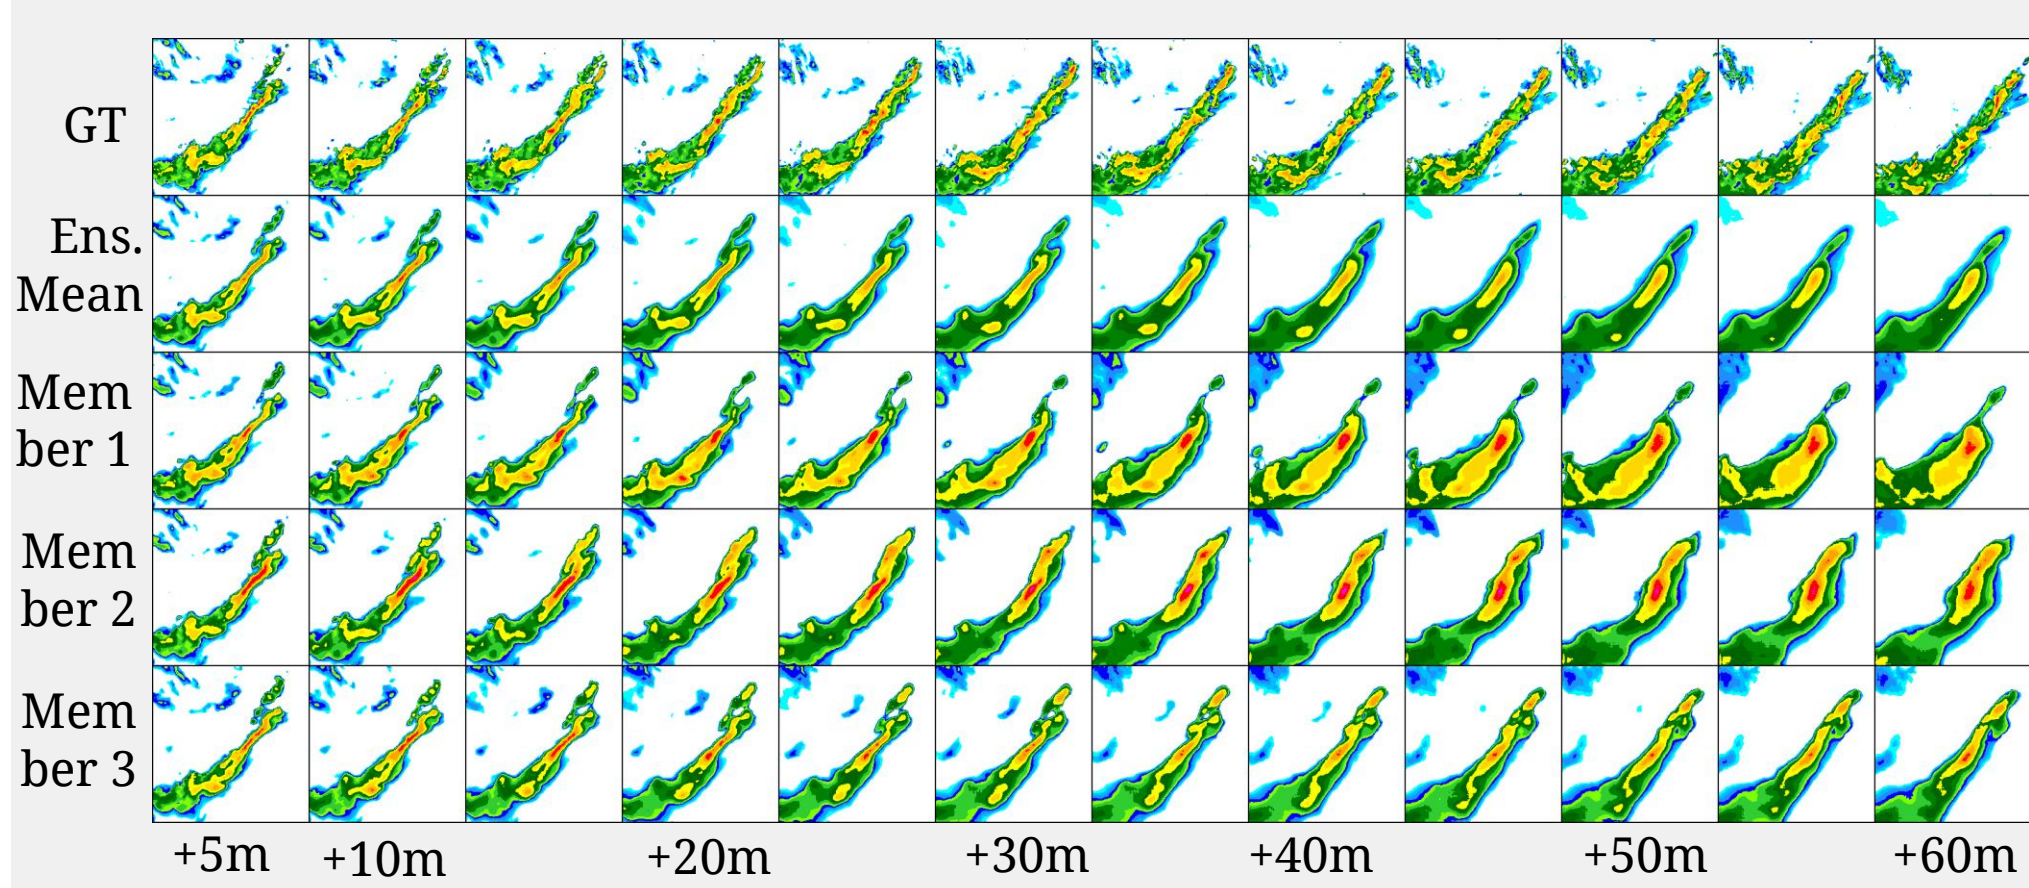 GT
Ens.
Mean
Mem
ber 1
Mem
ber 2
Mem
ber 3
+5m +10m +20m +30m +40m +50m +60m